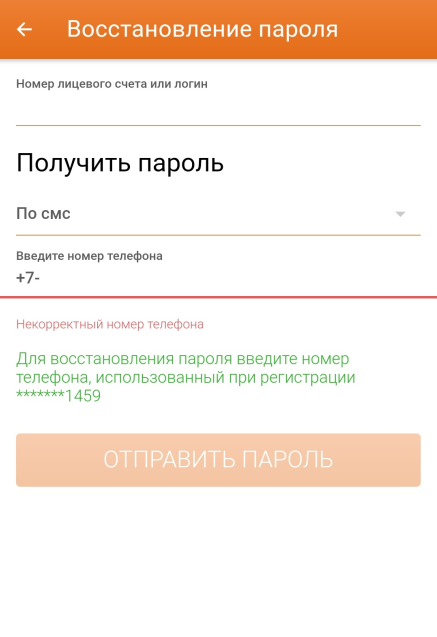 Восстановление пароля
Номер лицевого счета или логин
Получить пароль
По смс
Введите номер телефона
+7-
Некорректный номер телефона
Для восстановления пароля введите номер
телефона, использованный при регистрации
*******1459
ОТПРАВИТЬ ПАРОЛЬ